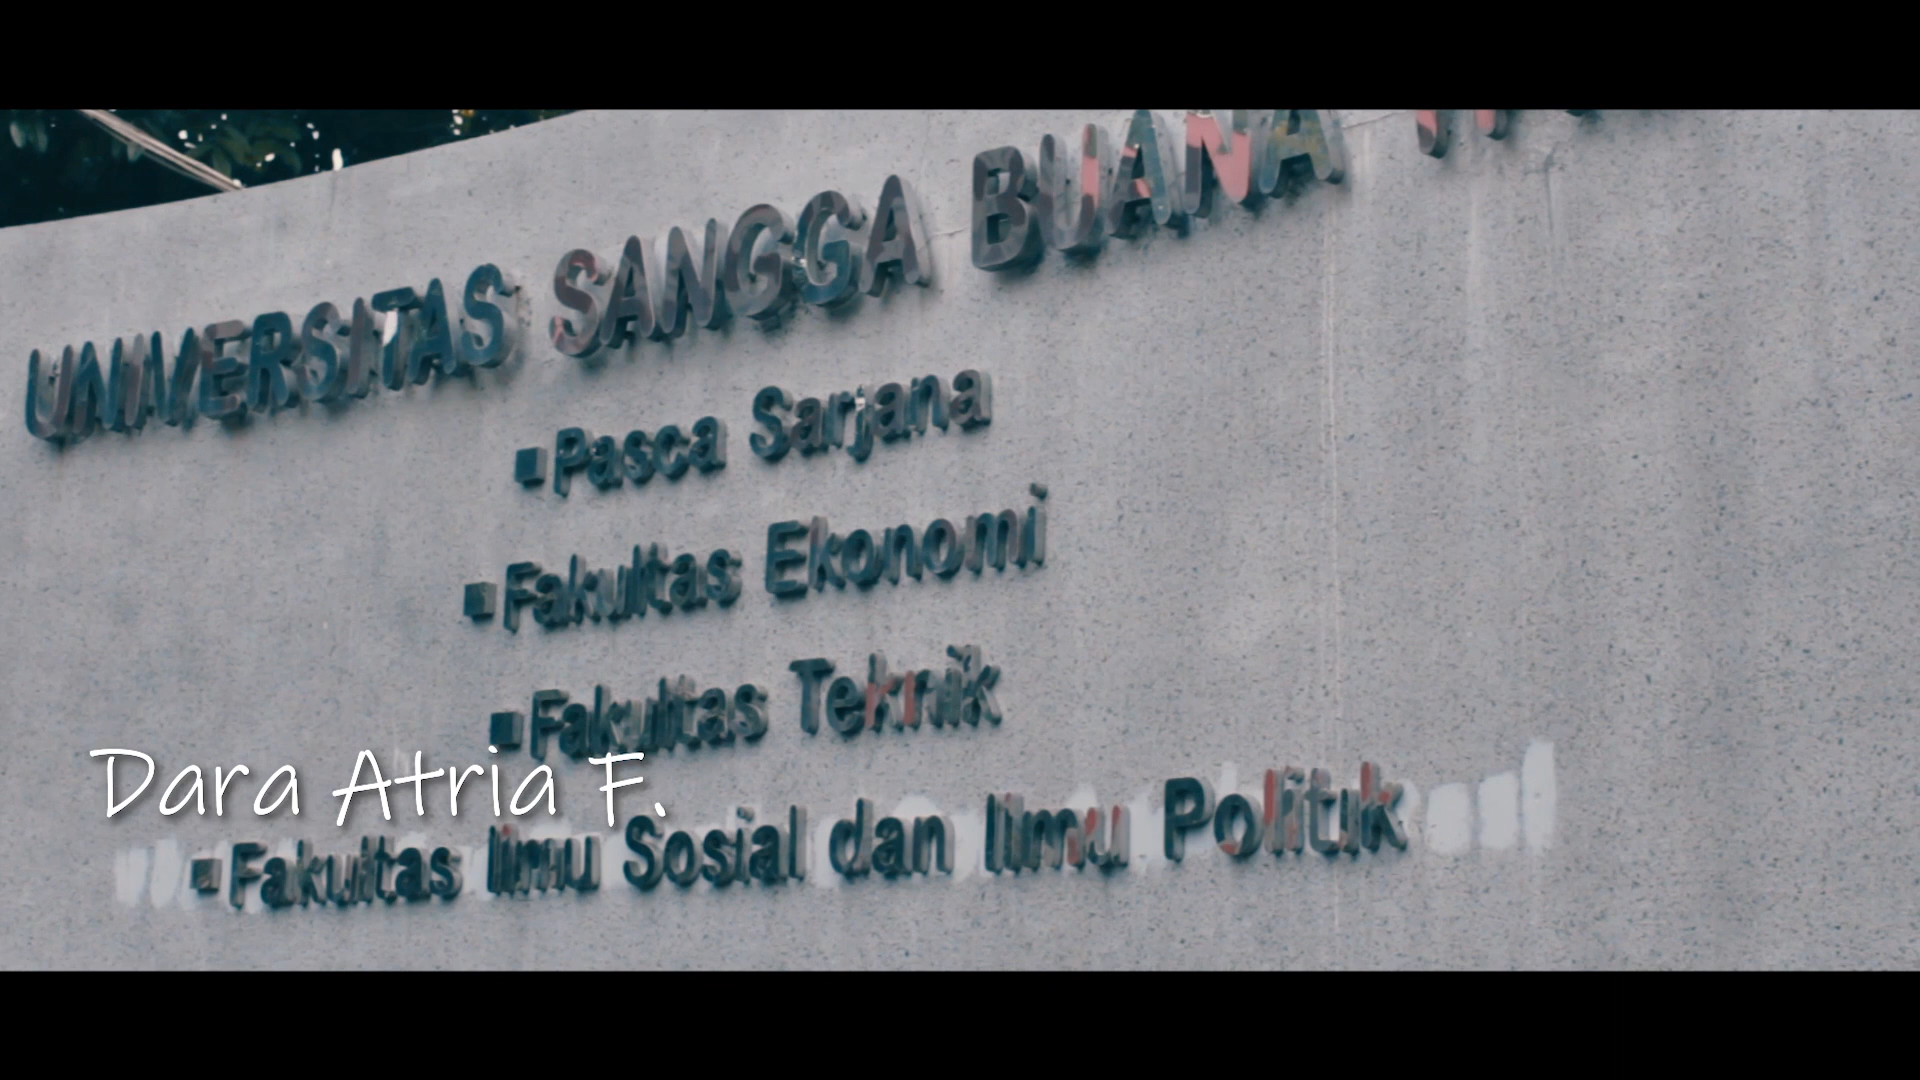 UNIVERSITAS SANGGA BUANA
▪Pasca Sarjana
▪Fakultas Ekonomi
▪Fakultas Teknik
Dara Atria F.
▪Fakultas Ilmu Sosial dan Ilmu Politik